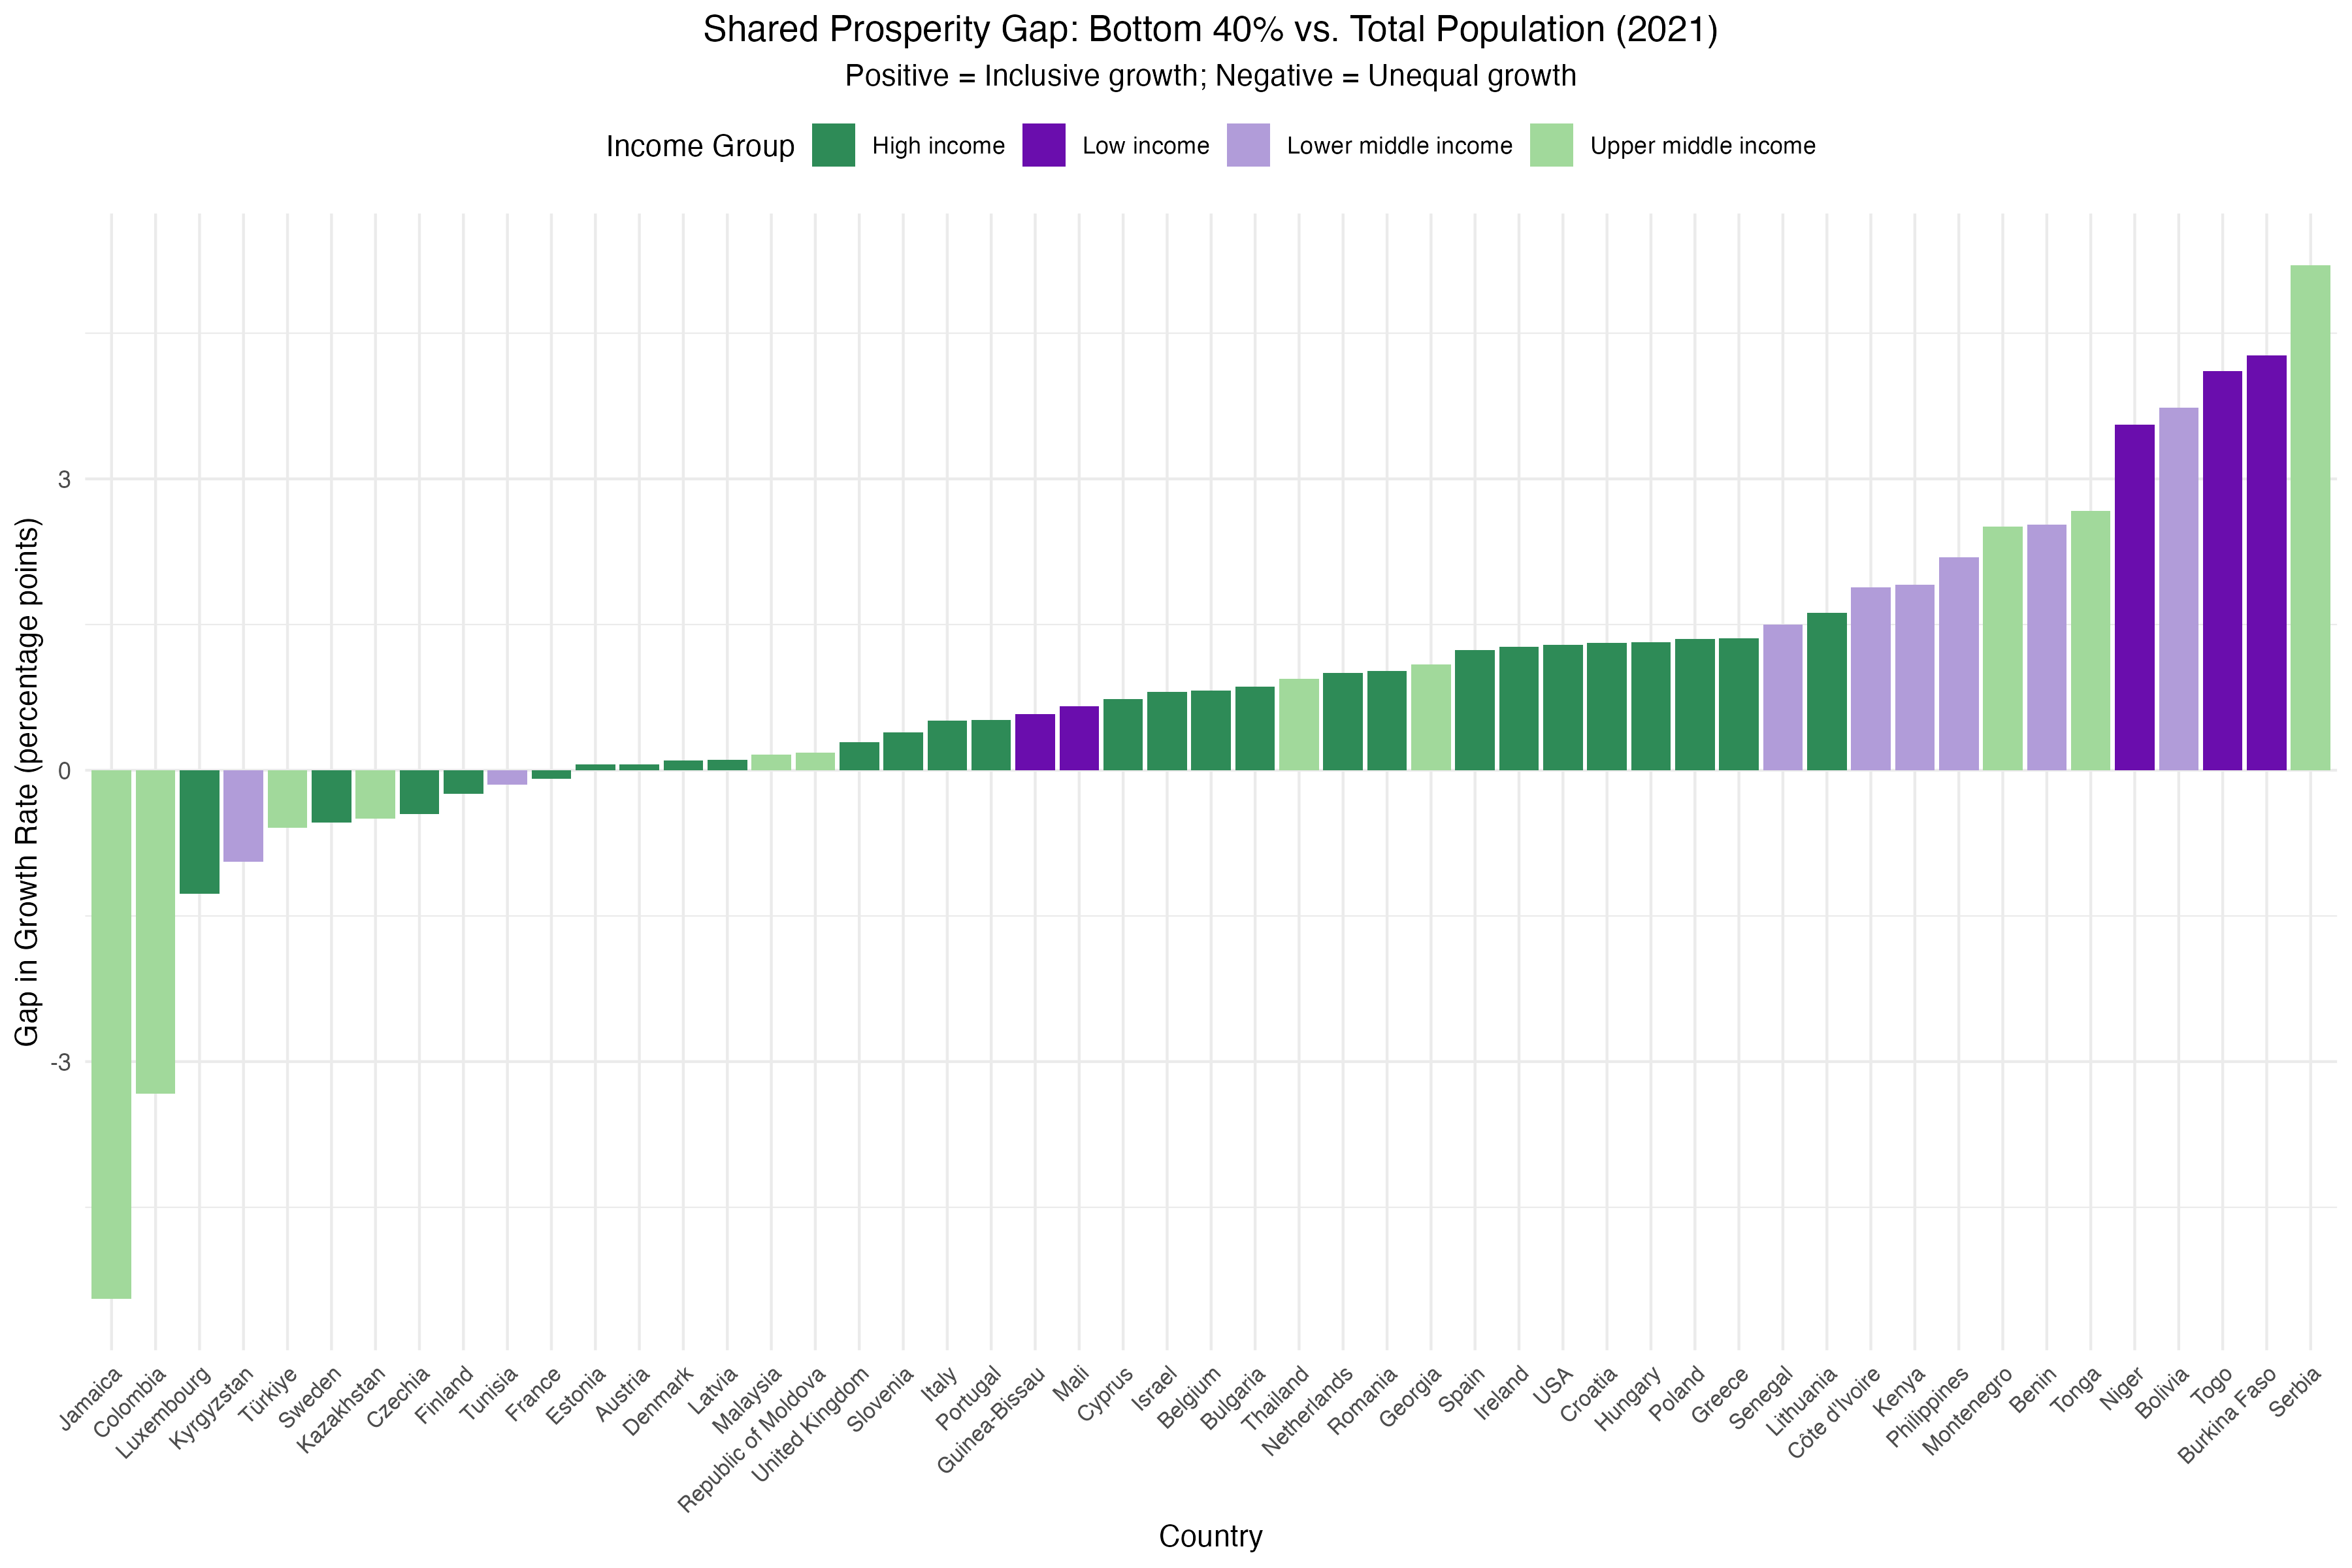 Shared Prosperity Gap: Bottom 40% vs. Total Population (2021)
Positive = Inclusive growth; Negative = Unequal growth
Income Group
High income
Low income
Lower middle income
Upper middle income
Gap in Growth Rate (percentage points)
3
0
-3
Jamaica
Colombia
Luxembourg
Kyrgyzstan
Türkiye
Sweden
Kazakhstan
Czechia
Finland
Tunisia
France
Estonia
Austria
Denmark
Latvia
Malaysia
Republic of Moldova
United Kingdom
Slovenia
Italy
Portugal
Guinea-Bissau
Mali
Cyprus
Israel
Belgium
Bulgaria
Thailand
Netherlands
Romania
Georgia
Spain
Ireland
USA
Croatia
Hungary
Poland
Greece
Senegal
Lithuania
Côte d'Ivoire
Kenya
Philippines
Montenegro
Benin
Tonga
Niger
Bolivia
Togo
Burkina Faso
Serbia
Country